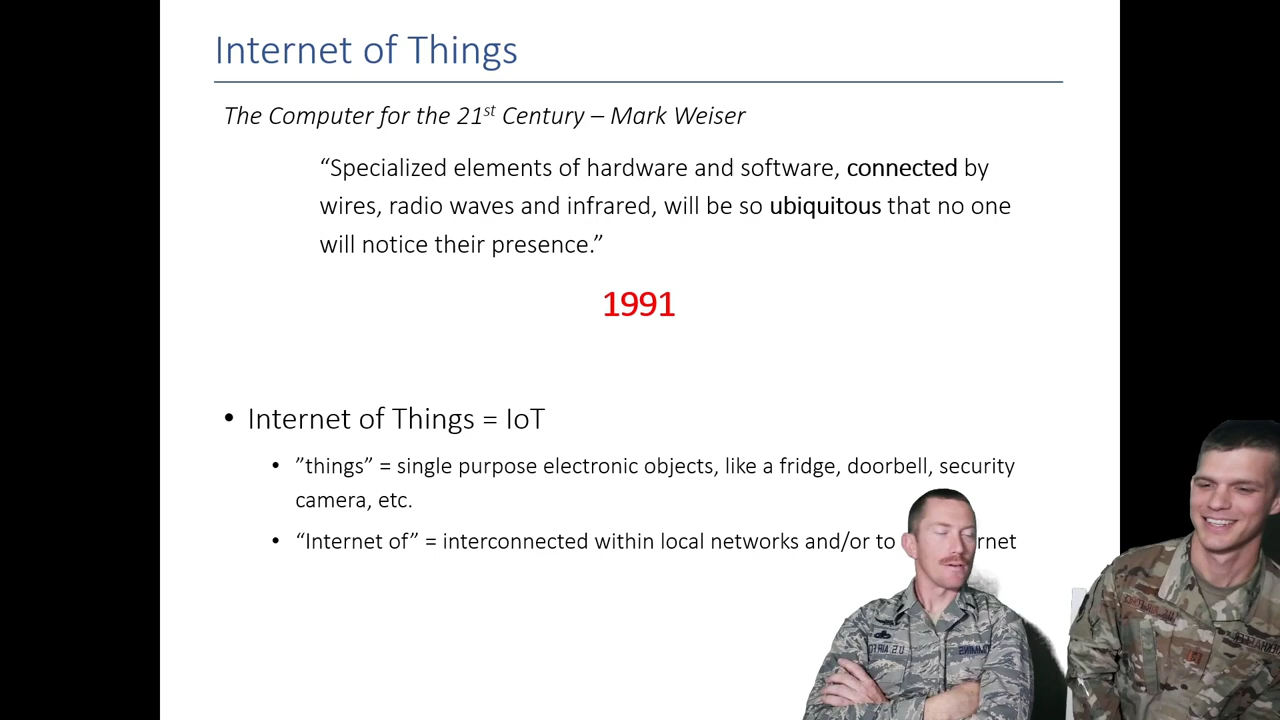 Internet of Things
The Computer for the 21st Century – Mark Weiser
“Specialized elements of hardware and software, connected by
wires, radio waves and infrared, will be so ubiquitous that no one
will notice their presence.”
1991
• Internet of Things = IoT
• ”things” = single purpose electronic objects, like a fridge, doorbell, security
camera, etc.
• “Internet of” = interconnected within local networks and/or to rnet
U.S. AIR FO